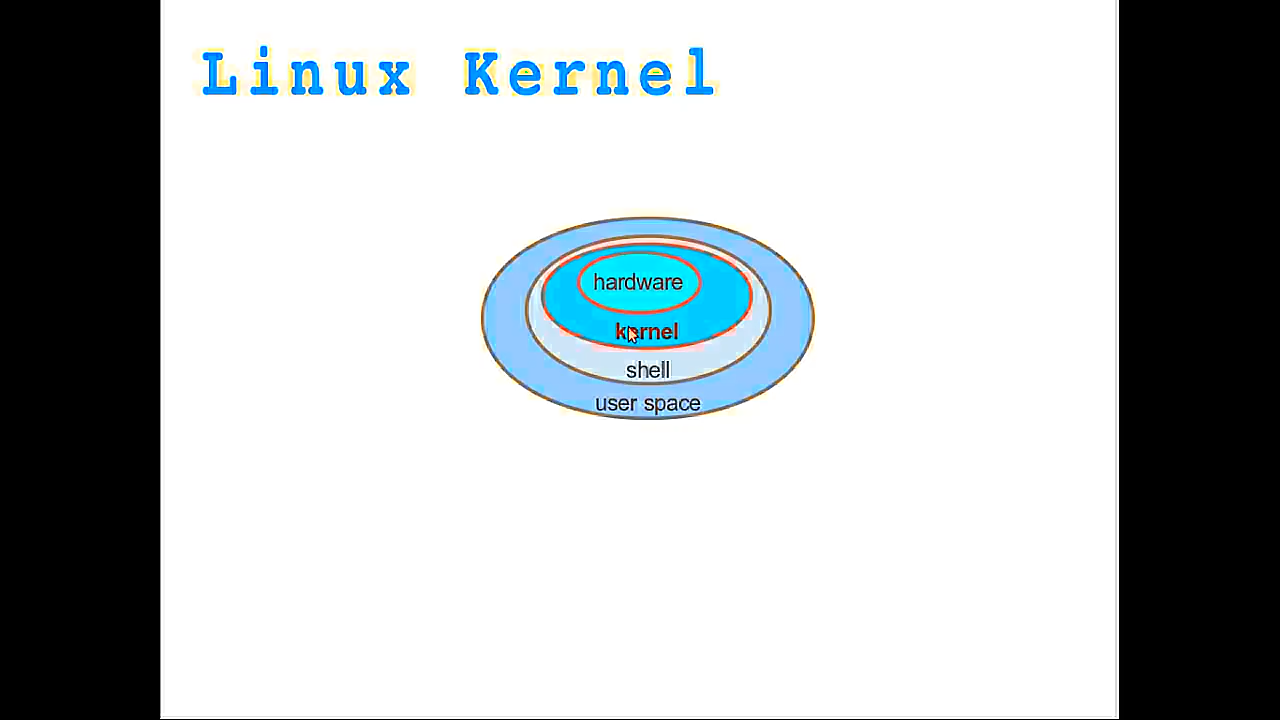 Linux Kernel
hardware
kernel
shell
user space